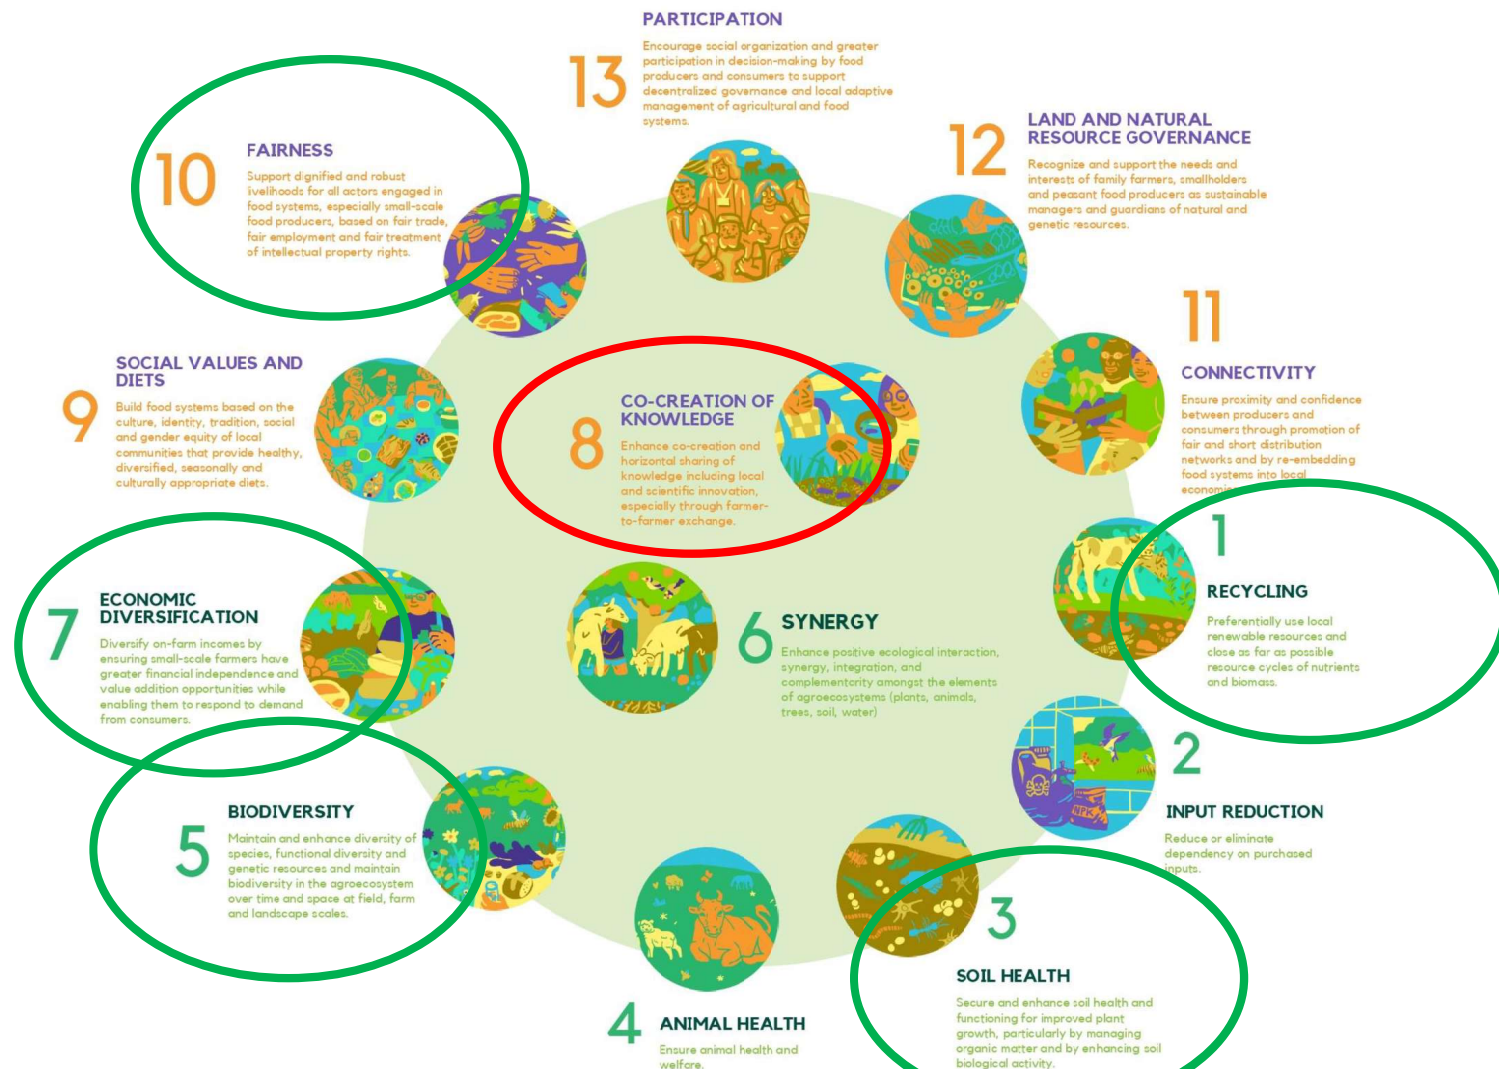 PARTICIPATION
13
Encourage social organization and greater
participation in decision-making by food
producers and consumers to support
decentralized governance and local adaptive
management of agricultural and food
systems.
12
LAND AND NATURAL
RESOURCE GOVERNANCE
Recognize and support the needs and
interests of family farmers, smallholders
and peasant food producers as sustainable
managers and guardians of natural and
genetic resources.
10
FAIRNESS
Support dignified and robust
livelihoods for all actors engaged in
food systems, especially small-scale
food producers, based on fair trade,
fair employment and fair treatment
of intellectual property rights.
11
CONNECTIVITY
Ensure proximity and confidence
between producers and
consumers through promotion of
fair and short distribution
networks and by re-embedding
food systems into local
economies
9
SOCIAL VALUES AND
DIETS
Build food systems based on the
culture, identity, tradition, social
and gender equity of local
communities that provide healthy,
diversified, seasonally and
culturally appropriate diets.
8
CO-CREATION OF
KNOWLEDGE
Enhance co-creation and
horizontal sharing of
knowledge including local
and scientific innovation,
especially through farmer-
to-farmer exchange.
1
RECYCLING
Preferentially use local
renewable resources and
close as far as possible
resource cycles of nutrients
and biomass.
7
ECONOMIC
DIVERSIFICATION
Diversify on-farm incomes by
ensuring small-scale farmers have
greater financial independence and
value addition opportunities while
enabling them to respond to demand
from consumers.
6
SYNERGY
Enhance positive ecological interaction,
synergy, integration, and
complementarity amongst the elements
of agroecosystems (plants, animals,
trees, soil, water)
2
INPUT REDUCTION
Reduce or eliminate
dependency on purchased
inputs.
NPK
5
BIODIVERSITY
Maintain and enhance diversity of
species, functional diversity and
genetic resources and maintain
biodiversity in the agroecosystem
over time and space at field, farm
and landscape scales.
3
SOIL HEALTH
Secure and enhance soil health and
functioning for improved plant
growth, particularly by managing
organic matter and by enhancing soil
biological activity.
4
ANIMAL HEALTH
Ensure animal health and
welfare.